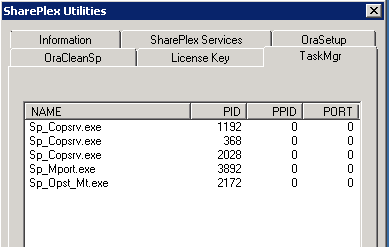 SharePlex Utilities
Information SharePlex Services OraSetup
OraCleanSp License Key TaskMgr
NAME PID PPID PORT
Sp_Copsrv.exe 1192 0 0
Sp_Copsrv.exe 368 0 0
Sp_Copsrv.exe 2028 0 0
Sp_Mport.exe 3892 0 0
Sp_Opst_Mt.exe 2172 0 0